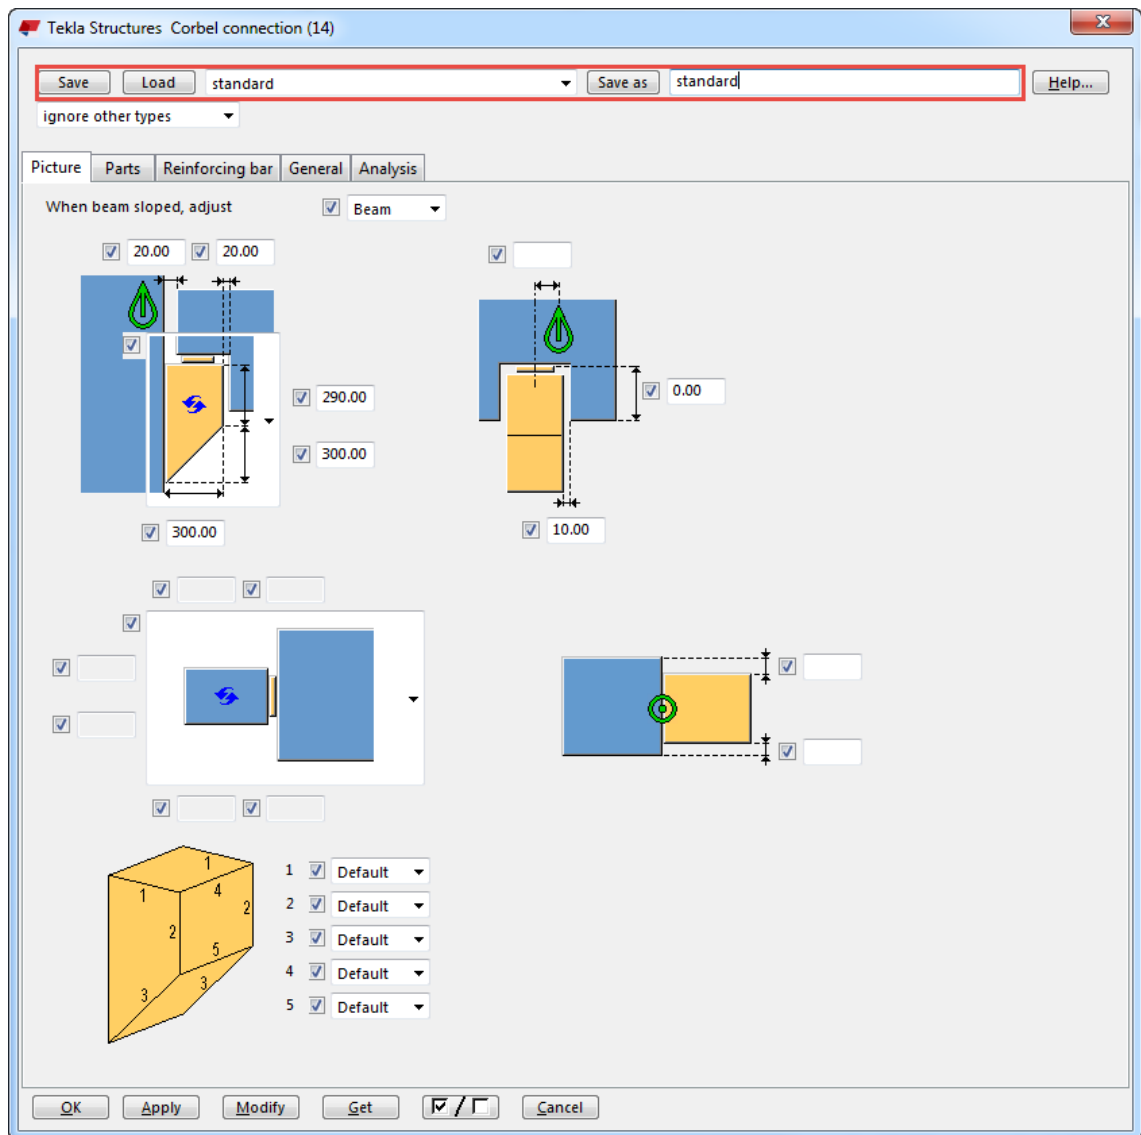 Tekla Structures Corbel connection (14)
Save Load standard Save as standard Help...
ignore other types
Picture Parts Reinforcing bar General Analysis
When beam sloped, adjust Beam
20.00 20.00
290.00 0.00
300.00
300.00 10.00
1 Default
2 Default
3 Default
4 Default
5 Default
1
1 4
2 2
5
3 3
OK Apply Modify Get / Cancel